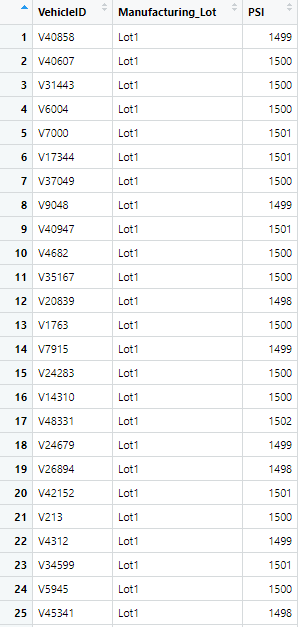 VehicleID Manufacturing_Lot PSI
1 V40858 Lot1 1499
2 V40607 Lot1 1500
3 V31443 Lot1 1500
4 V6004 Lot1 1500
5 V7000 Lot1 1501
6 V17344 Lot1 1501
7 V37049 Lot1 1500
8 V9048 Lot1 1499
9 V40947 Lot1 1501
10 V4682 Lot1 1500
11 V35167 Lot1 1500
12 V20839 Lot1 1498
13 V1763 Lot1 1500
14 V7915 Lot1 1499
15 V24283 Lot1 1500
16 V14310 Lot1 1500
17 V48331 Lot1 1502
18 V24679 Lot1 1499
19 V26894 Lot1 1498
20 V42152 Lot1 1501
21 V213 Lot1 1500
22 V4312 Lot1 1499
23 V34599 Lot1 1501
24 V5945 Lot1 1500
25 V45341 Lot1 1498